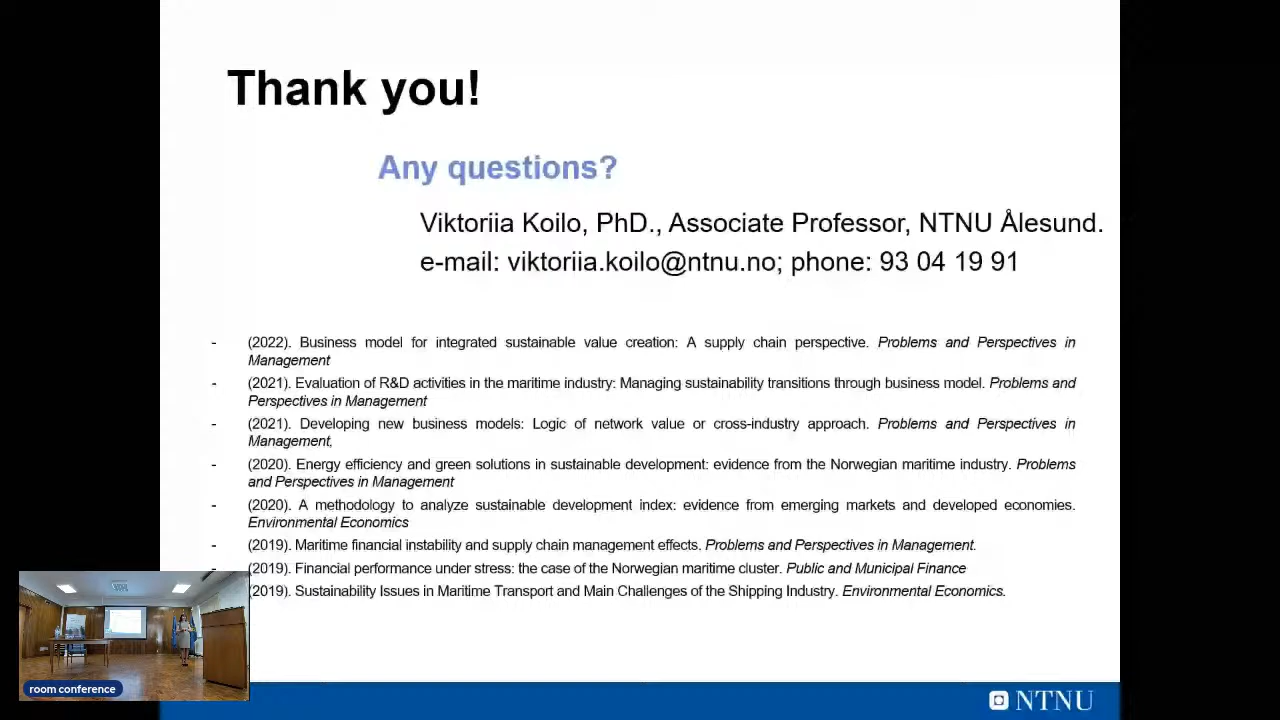 Thank you!
Any questions?
Viktoriia Koilo, PhD., Associate Professor, NTNU Ålesund.
e-mail: viktoriia.koilo@ntnu.no; phone: 93 04 19 91
- (2022). Business model for integrated sustainable value creation: A supply chain perspective. Problems and Perspectives in
Management
- (2021). Evaluation of R&D activities in the maritime industry: Managing sustainability transitions through business model. Problems and
Perspectives in Management
- (2021). Developing new business models: Logic of network value or cross-industry approach. Problems and Perspectives in
Management,
- (2020). Energy efficiency and green solutions in sustainable development: evidence from the Norwegian maritime industry. Problems
and Perspectives in Management
- (2020). A methodology to analyze sustainable development index: evidence from emerging markets and developed economies.
Environmental Economics
- (2019). Maritime financial instability and supply chain management effects. Problems and Perspectives in Management.
- (2019). Financial performance under stress: the case of the Norwegian maritime cluster. Public and Municipal Finance
(2019). Sustainability Issues in Maritime Transport and Main Challenges of the Shipping Industry. Environmental Economics.
room conference
NTNU